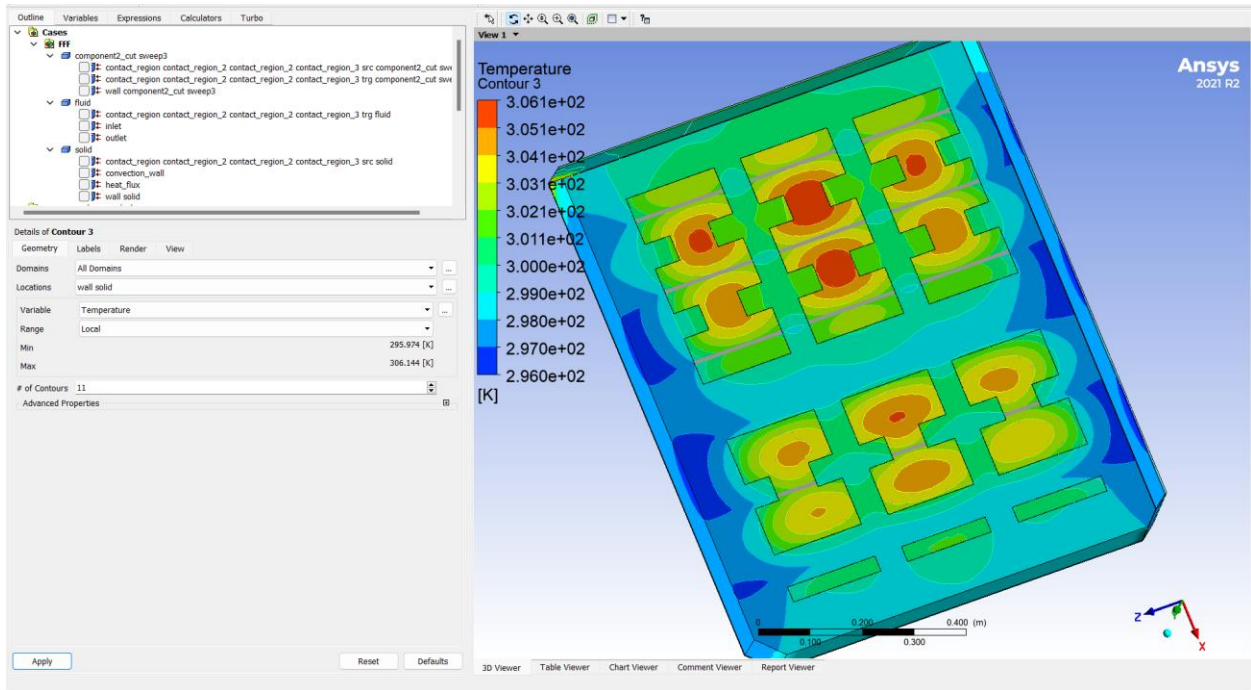 Outline Variables Expressions Calculators Turbo
Cases
FFF
component2_cut sweep3
contact_region contact_region_2 contact_region_2 contact_region_3 src component2_cut swe
contact_region contact_region_2 contact_region_2 contact_region_3 trg component2_cut swe
wall component2_cut sweep3
fluid
contact_region contact_region_2 contact_region_2 contact_region_3 trg fluid
inlet
outlet
solid
contact_region contact_region_2 contact_region_2 contact_region_3 src solid
convection_wall
heat_flux
wall solid
Details of Contour 3
Geometry Labels Render View
Domains All Domains
Locations wall solid
Variable Temperature
Range Local
Min 295.974 [K]
Max 306.144 [K]
# of Contours 11
Advanced Properties
Apply Reset Defaults
View 1
Temperature
Contour 3
3.061e+02
3.051e+02
3.041e+02
3.031e+02
3.021e+02
3.011e+02
3.000e+02
2.990e+02
2.980e+02
2.970e+02
2.960e+02
[K]
Ansys
2021 R2
0 0.200 0.400 (m)
0.100 0.300
Z Y X
3D Viewer Table Viewer Chart Viewer Comment Viewer Report Viewer